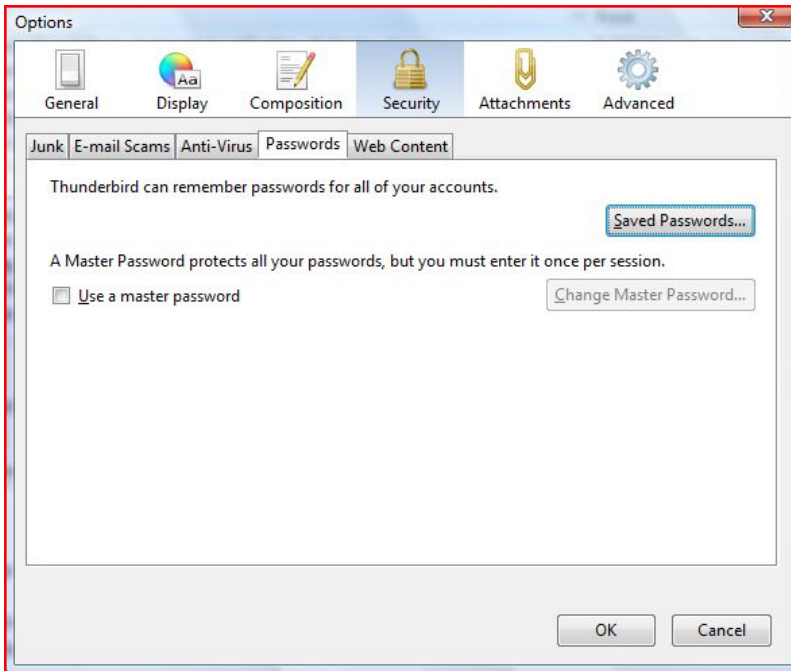 Options
General Display Composition Security Attachments Advanced
Junk E-mail Scams Anti-Virus Passwords Web Content
Thunderbird can remember passwords for all of your accounts.
Saved Passwords...
A Master Password protects all your passwords, but you must enter it once per session.
Use a master password Change Master Password...
OK Cancel